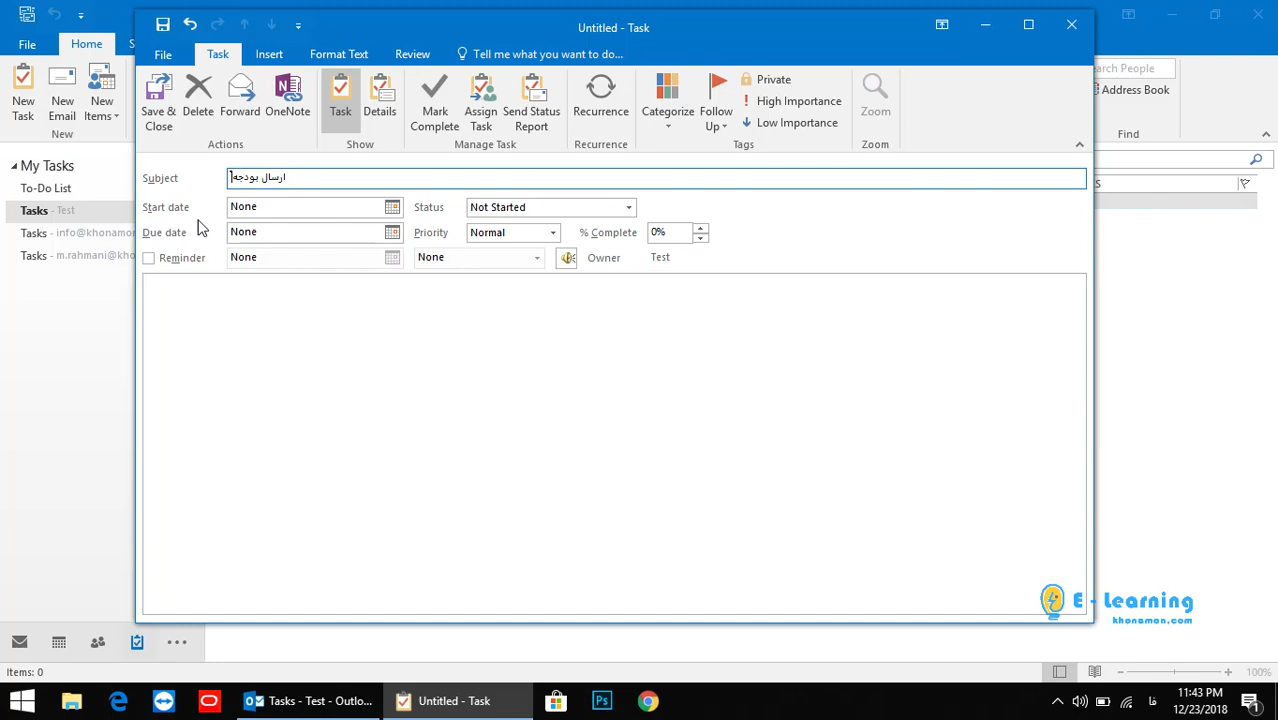 Untitled - Task
File
Home
File
Task
Insert
Format Text
Review
Tell me what you want to do...
New Task
New Email
New Items
New
Save & Close
Delete
Forward
OneNote
Actions
Task
Details
Show
Mark Complete
Assign Task
Send Status Report
Manage Task
Recurrence
Recurrence
Categorize
Follow Up
Private
High Importance
Low Importance
Tags
Zoom
Zoom
Address Book
Find
My Tasks
To-Do List
Tasks - Test
Tasks - info@khonamon
Tasks - m.rahmani@kho
Subject
ارسال بودجه
Start date
None
Status
Not Started
Due date
None
Priority
Normal
% Complete
0%
Reminder
None
None
Owner
Test
E - Learning
khonamon.com
Items: 0
100%
Tasks - Test - Outlo...
Untitled - Task
Ps
فا
11:43 PM
12/23/2018